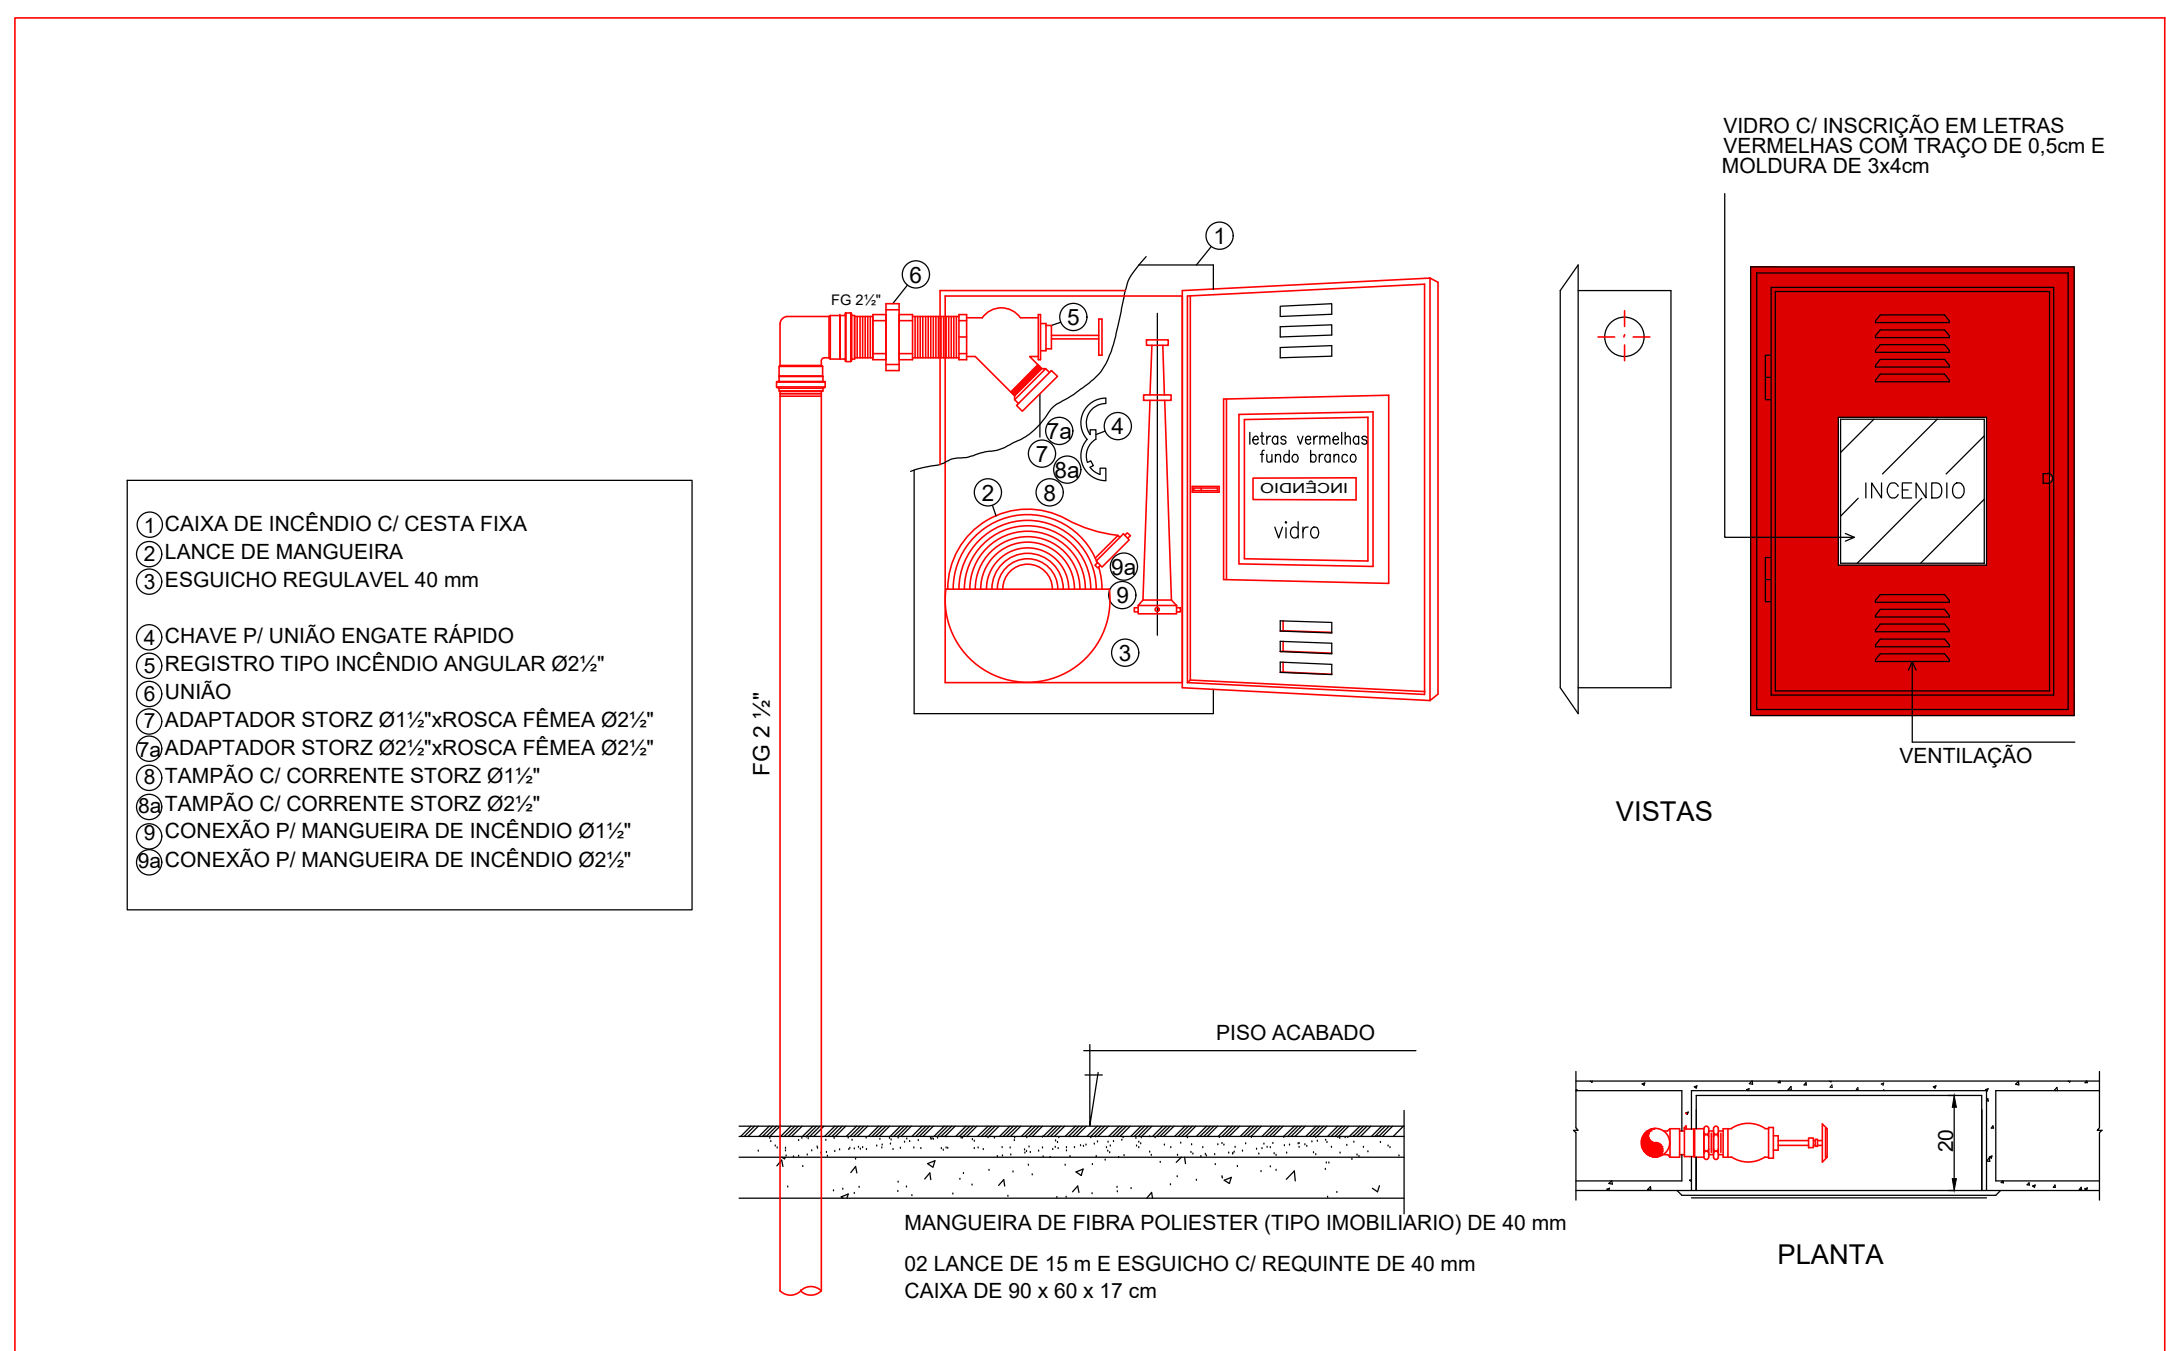 VIDRO C/ INSCRIÇÃO EM LETRAS
VERMELHAS COM TRAÇO DE 0,5cm E
MOLDURA DE 3x4cm
1
6
FG 2½"
5
7a
4
7
8a
2
8
9a
9
3
letras vermelhas
fundo branco
INCÊNDIO
vidro
INCENDIO
VENTILAÇÃO
VISTAS
1 CAIXA DE INCÊNDIO C/ CESTA FIXA
2 LANCE DE MANGUEIRA
3 ESGUICHO REGULAVEL 40 mm
4 CHAVE P/ UNIÃO ENGATE RÁPIDO
5 REGISTRO TIPO INCÊNDIO ANGULAR Ø2½"
6 UNIÃO
7 ADAPTADOR STORZ Ø1½"xROSCA FÊMEA Ø2½"
7a ADAPTADOR STORZ Ø2½"xROSCA FÊMEA Ø2½"
8 TAMPÃO C/ CORRENTE STORZ Ø1½"
8a TAMPÃO C/ CORRENTE STORZ Ø2½"
9 CONEXÃO P/ MANGUEIRA DE INCÊNDIO Ø1½"
9a CONEXÃO P/ MANGUEIRA DE INCÊNDIO Ø2½"
FG 2 ½"
PISO ACABADO
MANGUEIRA DE FIBRA POLIESTER (TIPO IMOBILIARIO) DE 40 mm
02 LANCE DE 15 m E ESGUICHO C/ REQUINTE DE 40 mm
CAIXA DE 90 x 60 x 17 cm
20
PLANTA